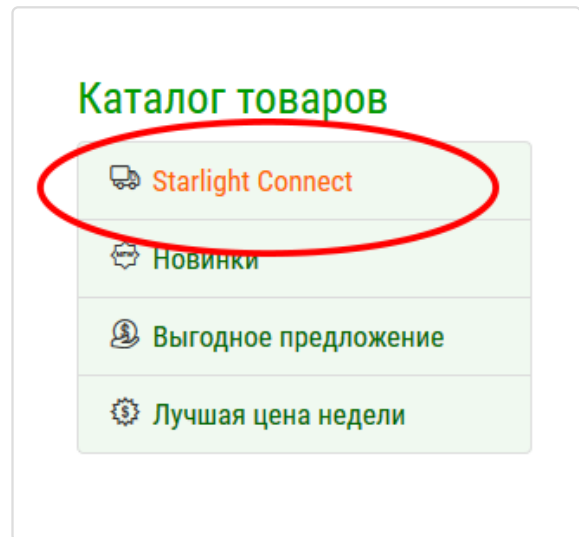 Каталог товаров
Starlight Connect
Новинки
Выгодное предложение
Лучшая цена недели